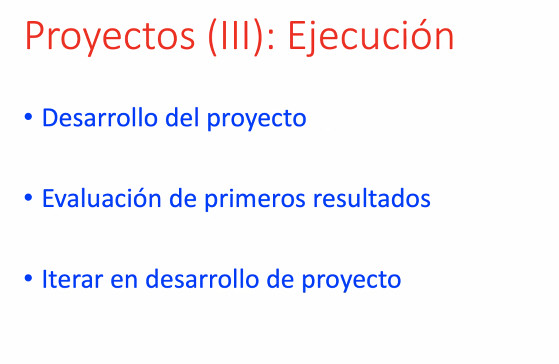 Proyectos (III): Ejecución
• Desarrollo del proyecto
• Evaluación de primeros resultados
• Iterar en desarrollo de proyecto